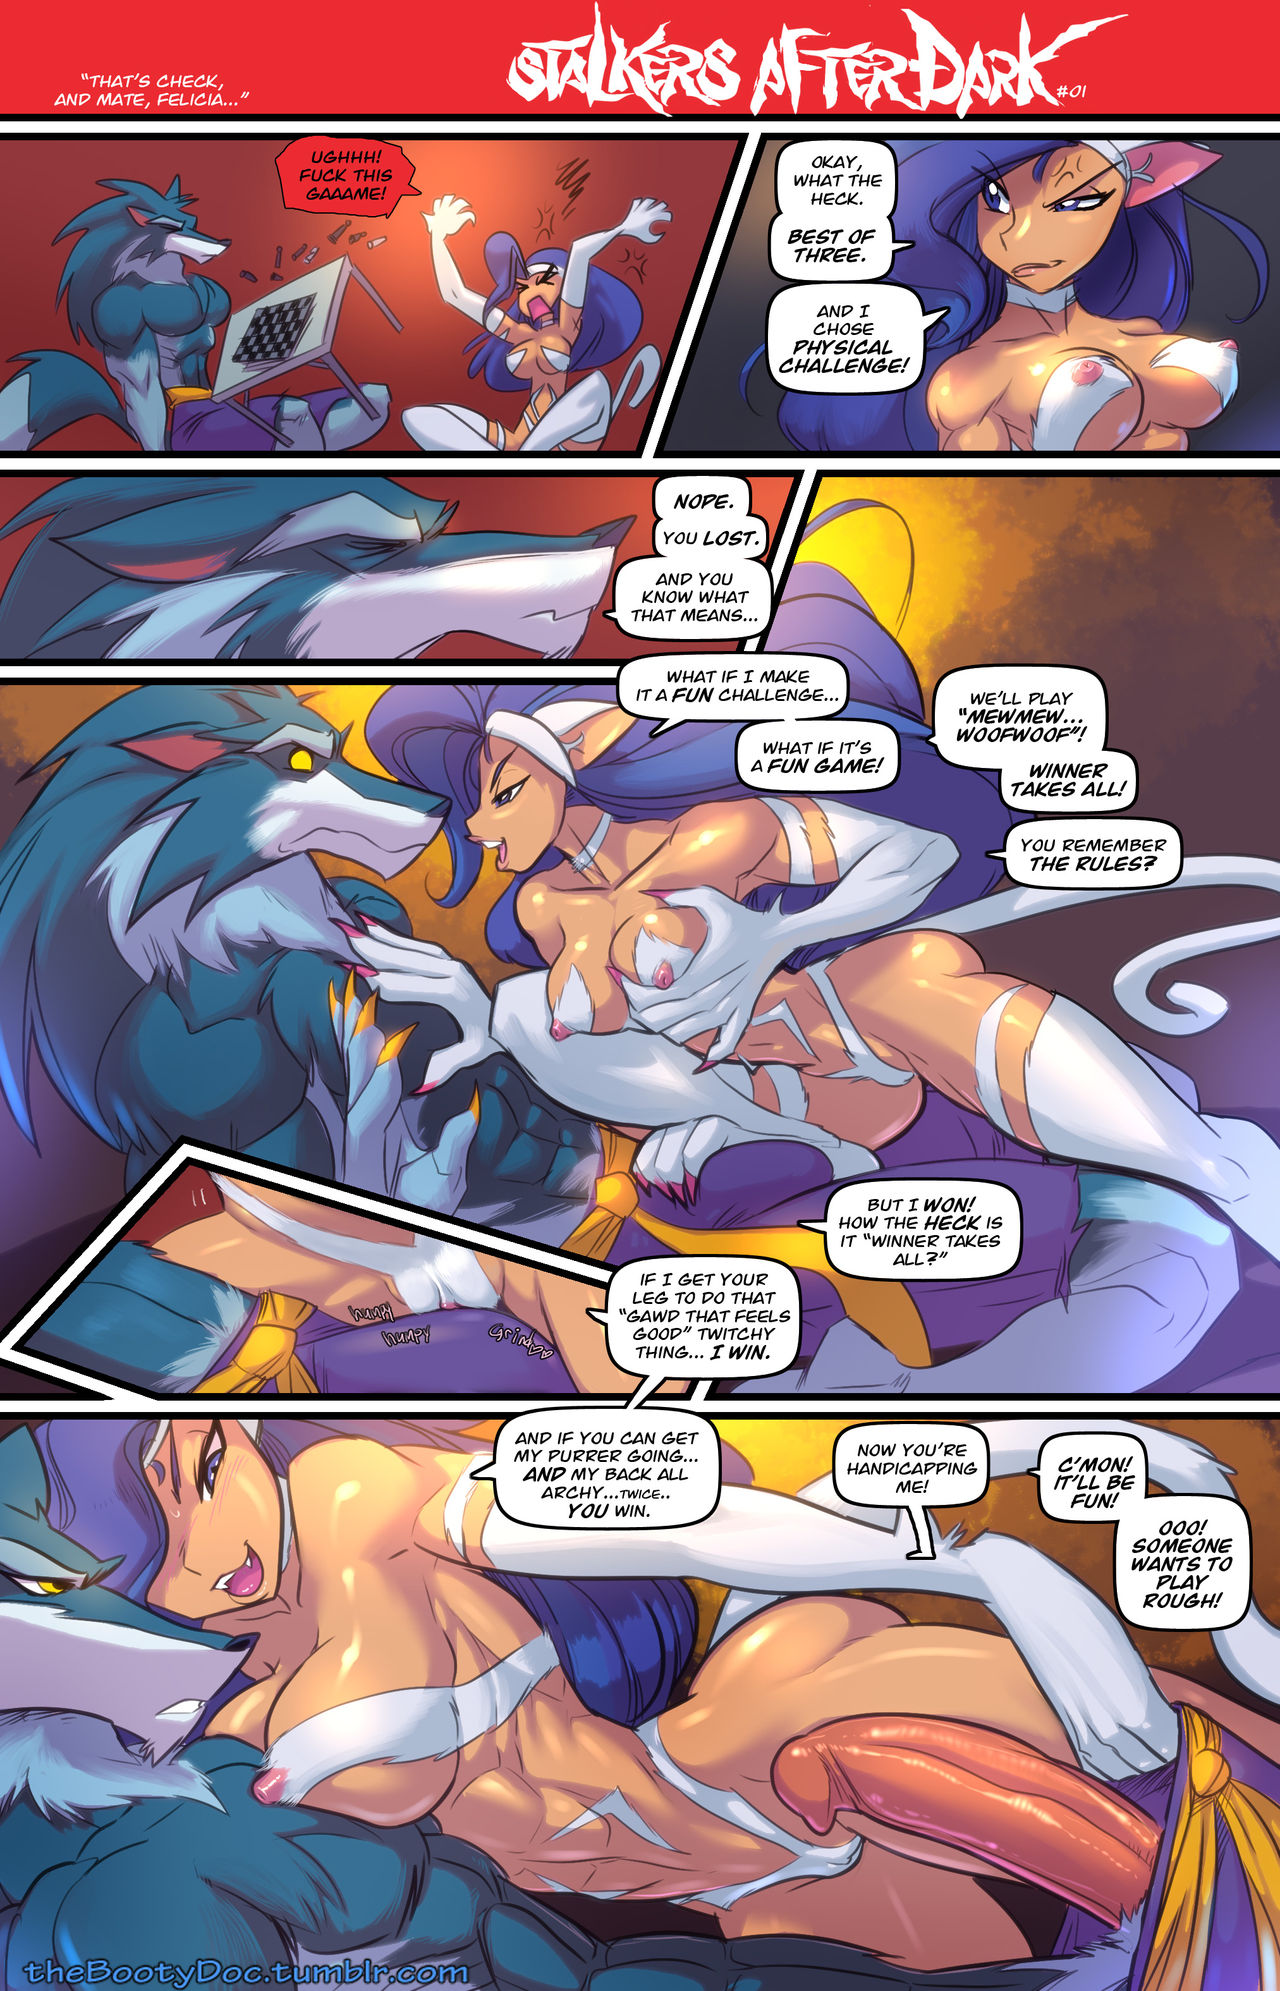 "THAT'S CHECK,
AND MATE, FELICIA..."
STALKERS AFTER DARK
#01
UGHHH!
FUCK THIS
GAAAME!
OKAY,
WHAT THE
HECK.
BEST OF
THREE.
AND I
CHOSE
PHYSICAL
CHALLENGE!
NOPE.
YOU LOST.
AND YOU
KNOW WHAT
THAT MEANS...
WHAT IF I MAKE
IT A FUN CHALLENGE...
WHAT IF IT'S
A FUN GAME!
WE'LL PLAY
"MEWMEW...
WOOFWOOF"!
WINNER
TAKES ALL!
YOU REMEMBER
THE RULES?
BUT I WON!
HOW THE HECK IS
IT "WINNER TAKES
ALL?"
IF I GET YOUR
LEG TO DO THAT
"GAWD THAT FEELS
GOOD" TWITCHY
THING... I WIN.
humpy
humpy
Grind
AND IF YOU CAN GET
MY PURRER GOING...
AND MY BACK ALL
ARCHY...TWICE..
YOU WIN.
NOW YOU'RE
HANDICAPPING
ME!
C'MON!
IT'LL BE
FUN!
OOO!
SOMEONE
WANTS TO
PLAY
ROUGH!
theBootyDoc.tumblr.com